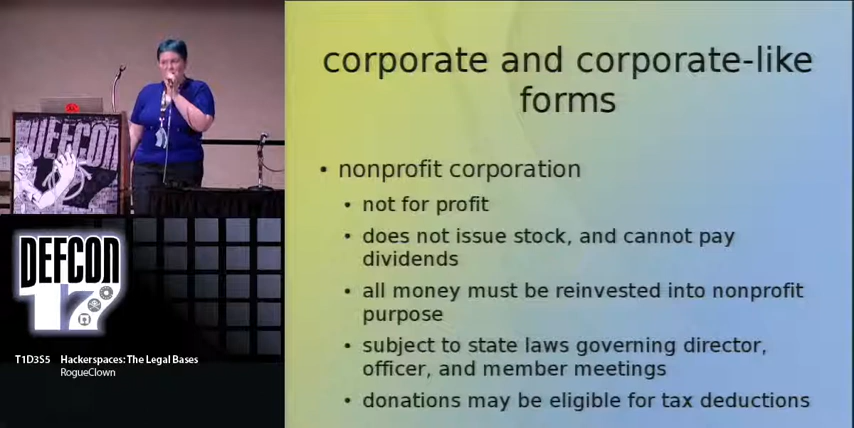 corporate and corporate-like
forms
• nonprofit corporation
• not for profit
• does not issue stock, and cannot pay
dividends
• all money must be reinvested into nonprofit
purpose
• subject to state laws governing director,
officer, and member meetings
• donations may be eligible for tax deductions
DEFCON
DEFCON
17
T1D3S5 Hackerspaces: The Legal Bases
RogueClown